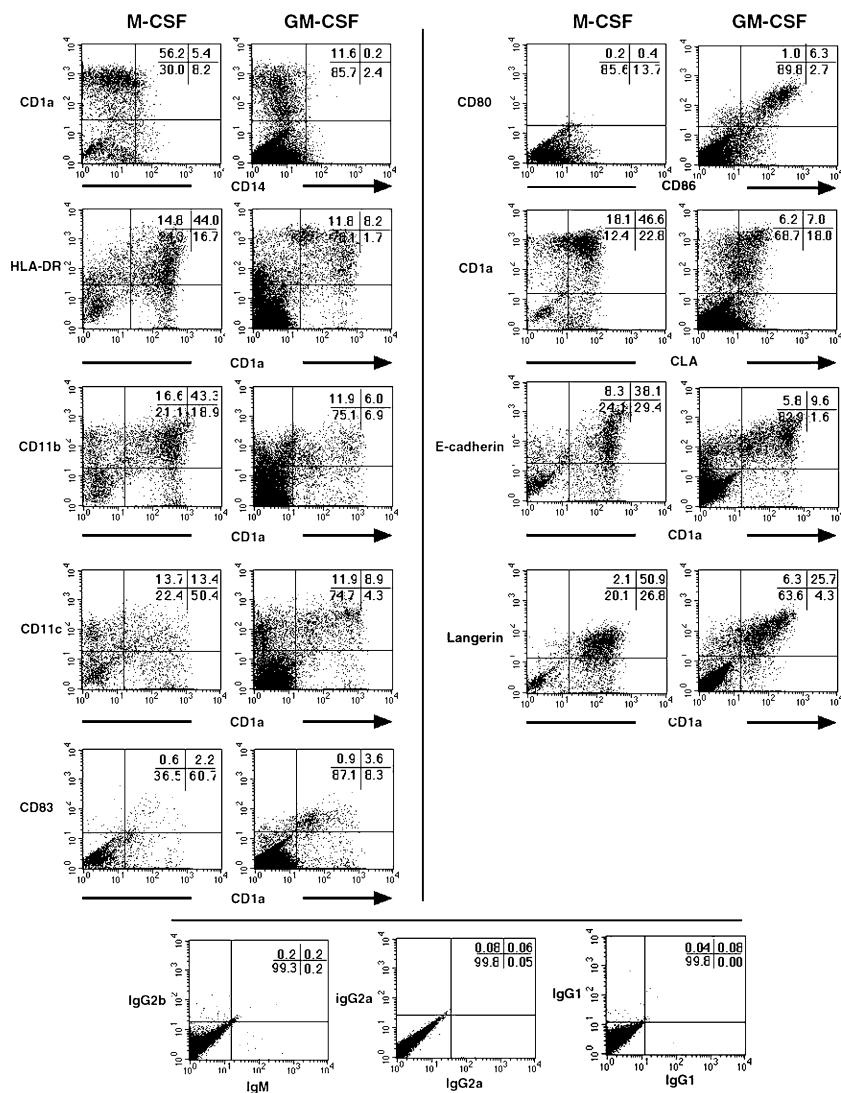 M-CSF GM-CSF
CD1a
56.2 5.4
30.0 8.2
11.6 0.2
85.7 2.4
CD14
HLA-DR
14.8 44.0
16.7
11.8 8.2
1.7
CD1a
CD11b
16.6 43.3
21.1 18.9
11.9 6.0
75.1 6.9
CD1a
CD11c
13.7 13.4
22.4 50.4
11.9 8.9
74.7 4.3
CD1a
CD83
0.6 2.2
36.5 60.7
0.9 3.6
87.1 8.3
CD1a
M-CSF GM-CSF
CD80
0.2 0.4
85.6 13.7
1.0 6.3
89.8 2.7
CD86
CD1a
18.1 46.6
12.4 22.8
6.2 7.0
68.7 18.0
CLA
E-cadherin
8.3 38.1
24.1 29.4
5.8 9.6
82.9 1.6
CD1a
Langerin
2.1 50.9
20.1 26.8
6.3 25.7
63.6 4.3
CD1a
IgG2b
0.2 0.2
99.3 0.2
IgM
igG2a
0.08 0.06
99.8 0.05
IgG2a
IgG1
0.04 0.08
99.8 0.00
IgG1